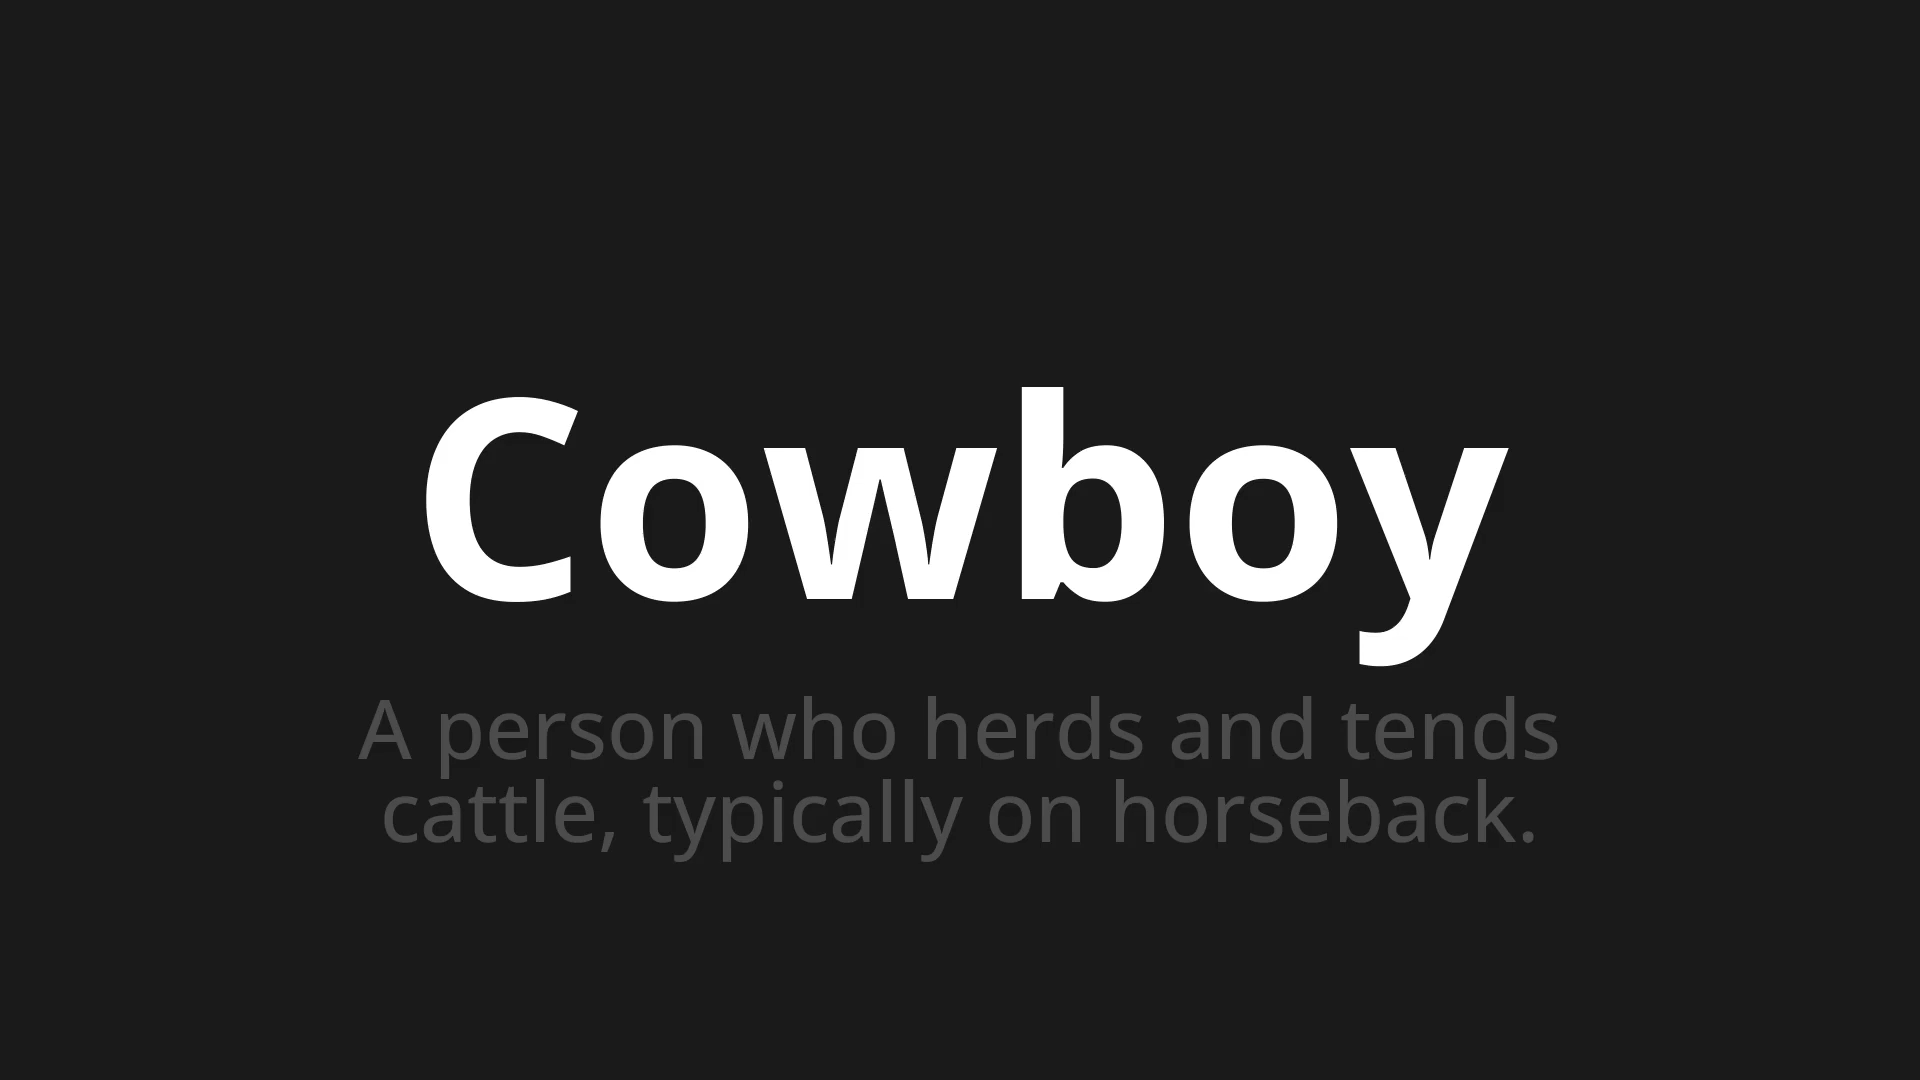 Cowboy
A person who herds and tends
cattle, typically on horseback.